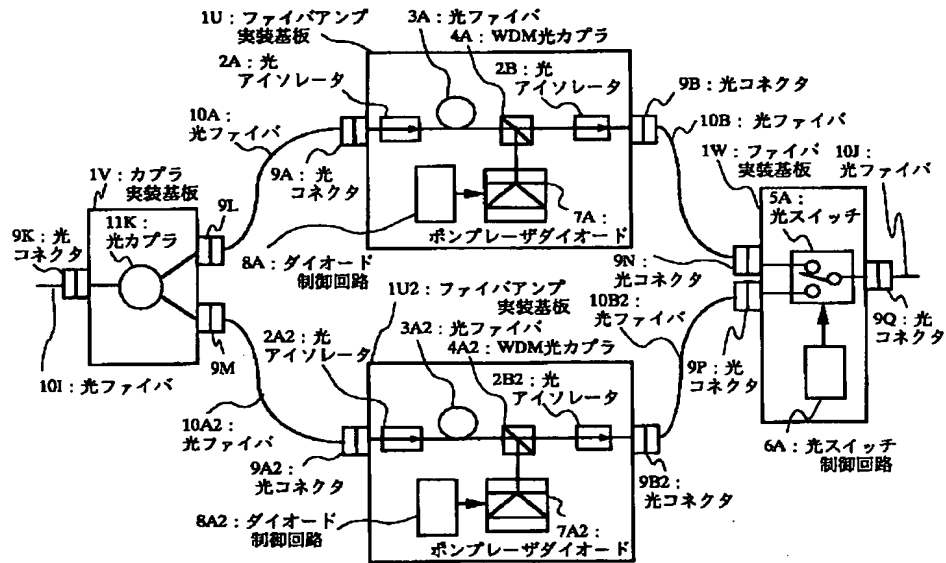 1U：ファイバアンプ
実装基板
3A：光ファイバ
4A：WDM光カプラ
2A：光
アイソレータ
2B：光
アイソレータ
9B：光コネクタ
10A：
光ファイバ
10B：光ファイバ
1W：ファイバ
実装基板
10J：
光ファイバ
1V：カプラ
実装基板
9A：光
コネクタ
9L
5A：
光スイッチ
9K：光
コネクタ
11K：
光カプラ
7A：
ポンプレーザダイオード
8A：ダイオード
制御回路
9N：
光コネクタ
1U2：ファイバアンプ
実装基板
10B2：
光ファイバ
3A2：光ファイバ
4A2：WDM光カプラ
2A2：光
アイソレータ
9Q：光
コネクタ
9M
10I：光ファイバ
2B2：光
アイソレータ
9P：光
コネクタ
10A2：
光ファイバ
6A：光スイッチ
制御回路
9A2：
光コネクタ
9B2：
光コネクタ
8A2：ダイオード
制御回路
7A2：
ポンプレーザダイオード